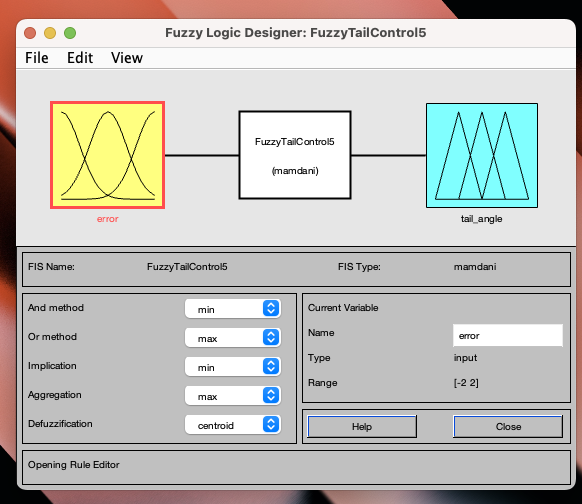 Fuzzy Logic Designer: FuzzyTailControl5
File Edit View
FuzzyTailControl5
(mamdani)
error
tail_angle
FIS Name: FuzzyTailControl5 FIS Type: mamdani
And method min
Or method max
Implication min
Aggregation max
Defuzzification centroid
Current Variable
Name error
Type input
Range [-2 2]
Help Close
Opening Rule Editor